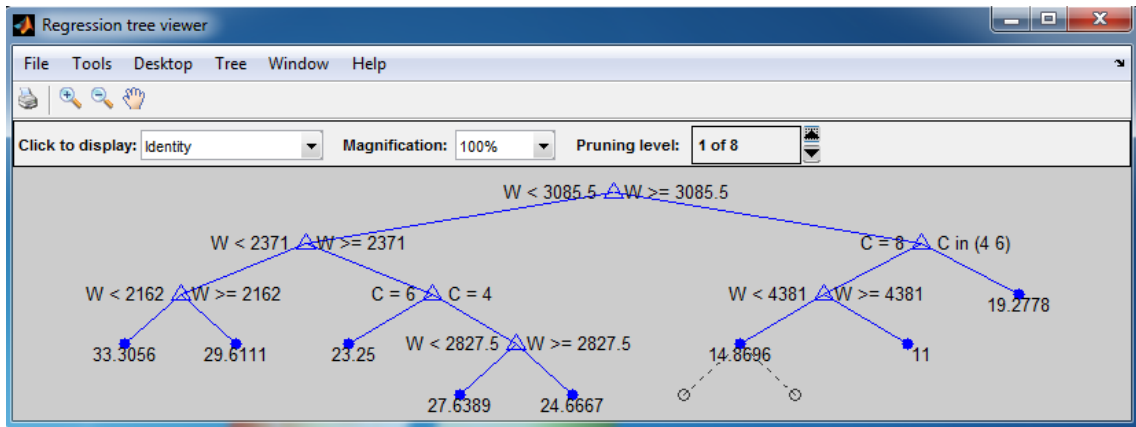 Regression tree viewer
File Tools Desktop Tree Window Help
Click to display: Identity Magnification: 100% Pruning level: 1 of 8
W < 3085.5 W >= 3085.5
W < 2371 W >= 2371 C = 8 C in (4 6)
W < 2162 W >= 2162 C = 6 C = 4 W < 4381 W >= 4381 19.2778
33.3056 29.6111 23.25 W < 2827.5 W >= 2827.5 14.8696 11
27.6389 24.6667